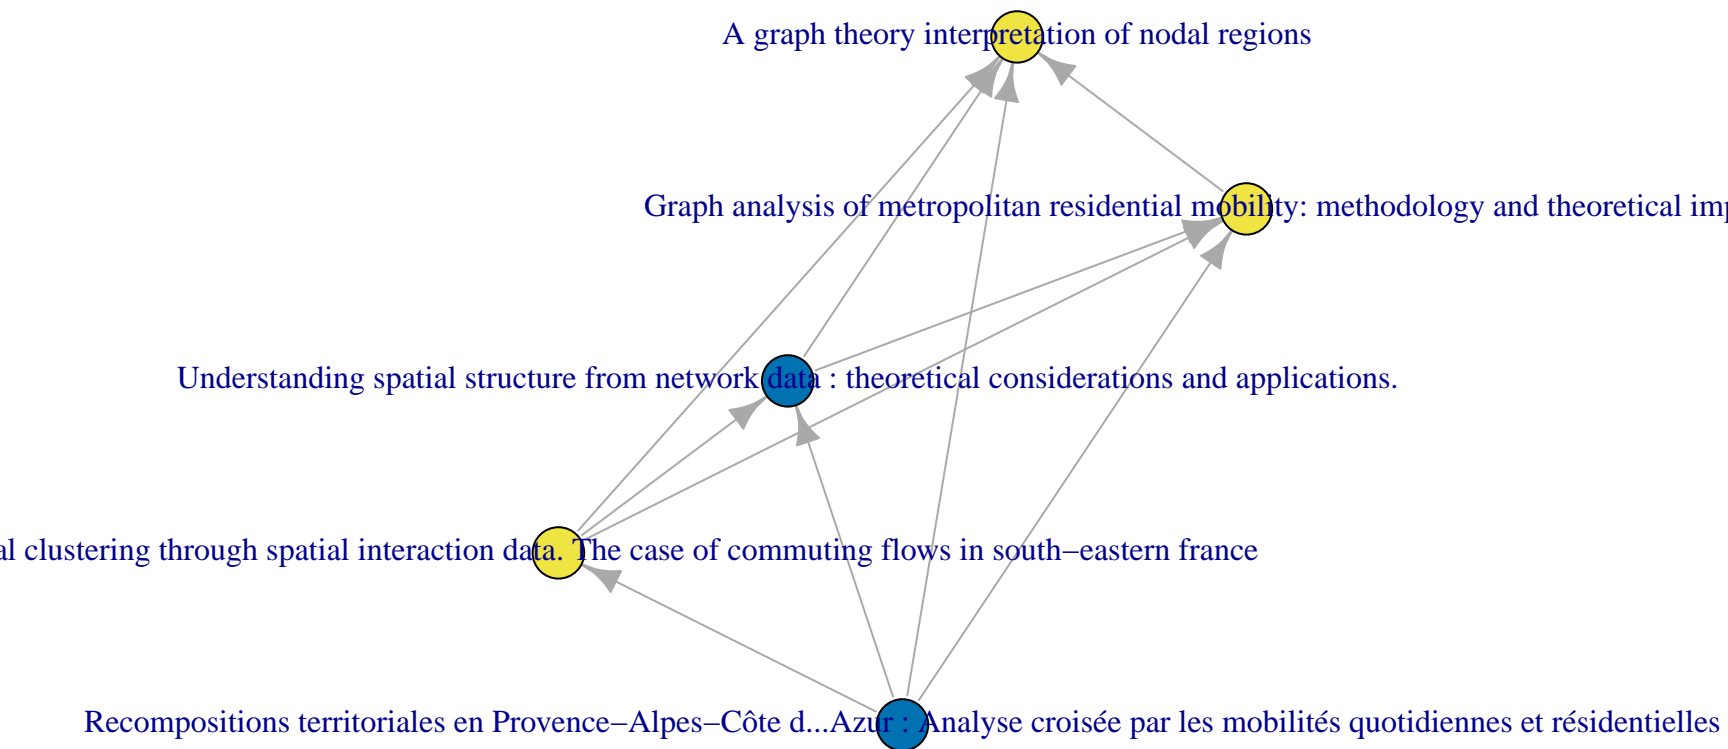 A graph theory interpretation of nodal regions
Graph analysis of metropolitan residential mobility: methodology and theoretical
Understanding spatial structure from network data : theoretical considerations and applications.
clustering through spatial interaction data. The case of commuting flows in south−eastern france
Recompositions territoriales en Provence−Alpes−Côte d...Azur : Analyse croisée par les mobilités quotidiennes et résidentielles